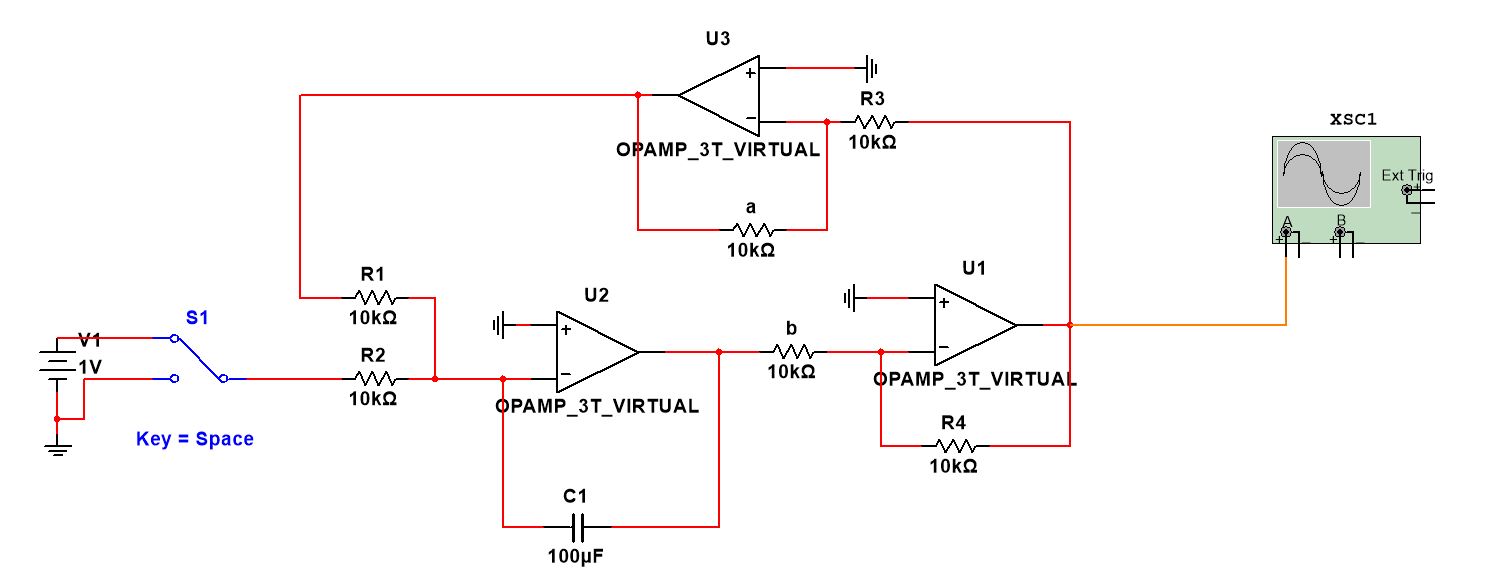 U3
+
−
OPAMP_3T_VIRTUAL
R3
10kΩ
a
10kΩ
XSC1
Ext Trig
+
−
A
B
+
−
+
−
R1
10kΩ
S1
V1
1V
Key = Space
R2
10kΩ
U2
+
−
OPAMP_3T_VIRTUAL
b
10kΩ
U1
+
−
OPAMP_3T_VIRTUAL
R4
10kΩ
C1
100µF